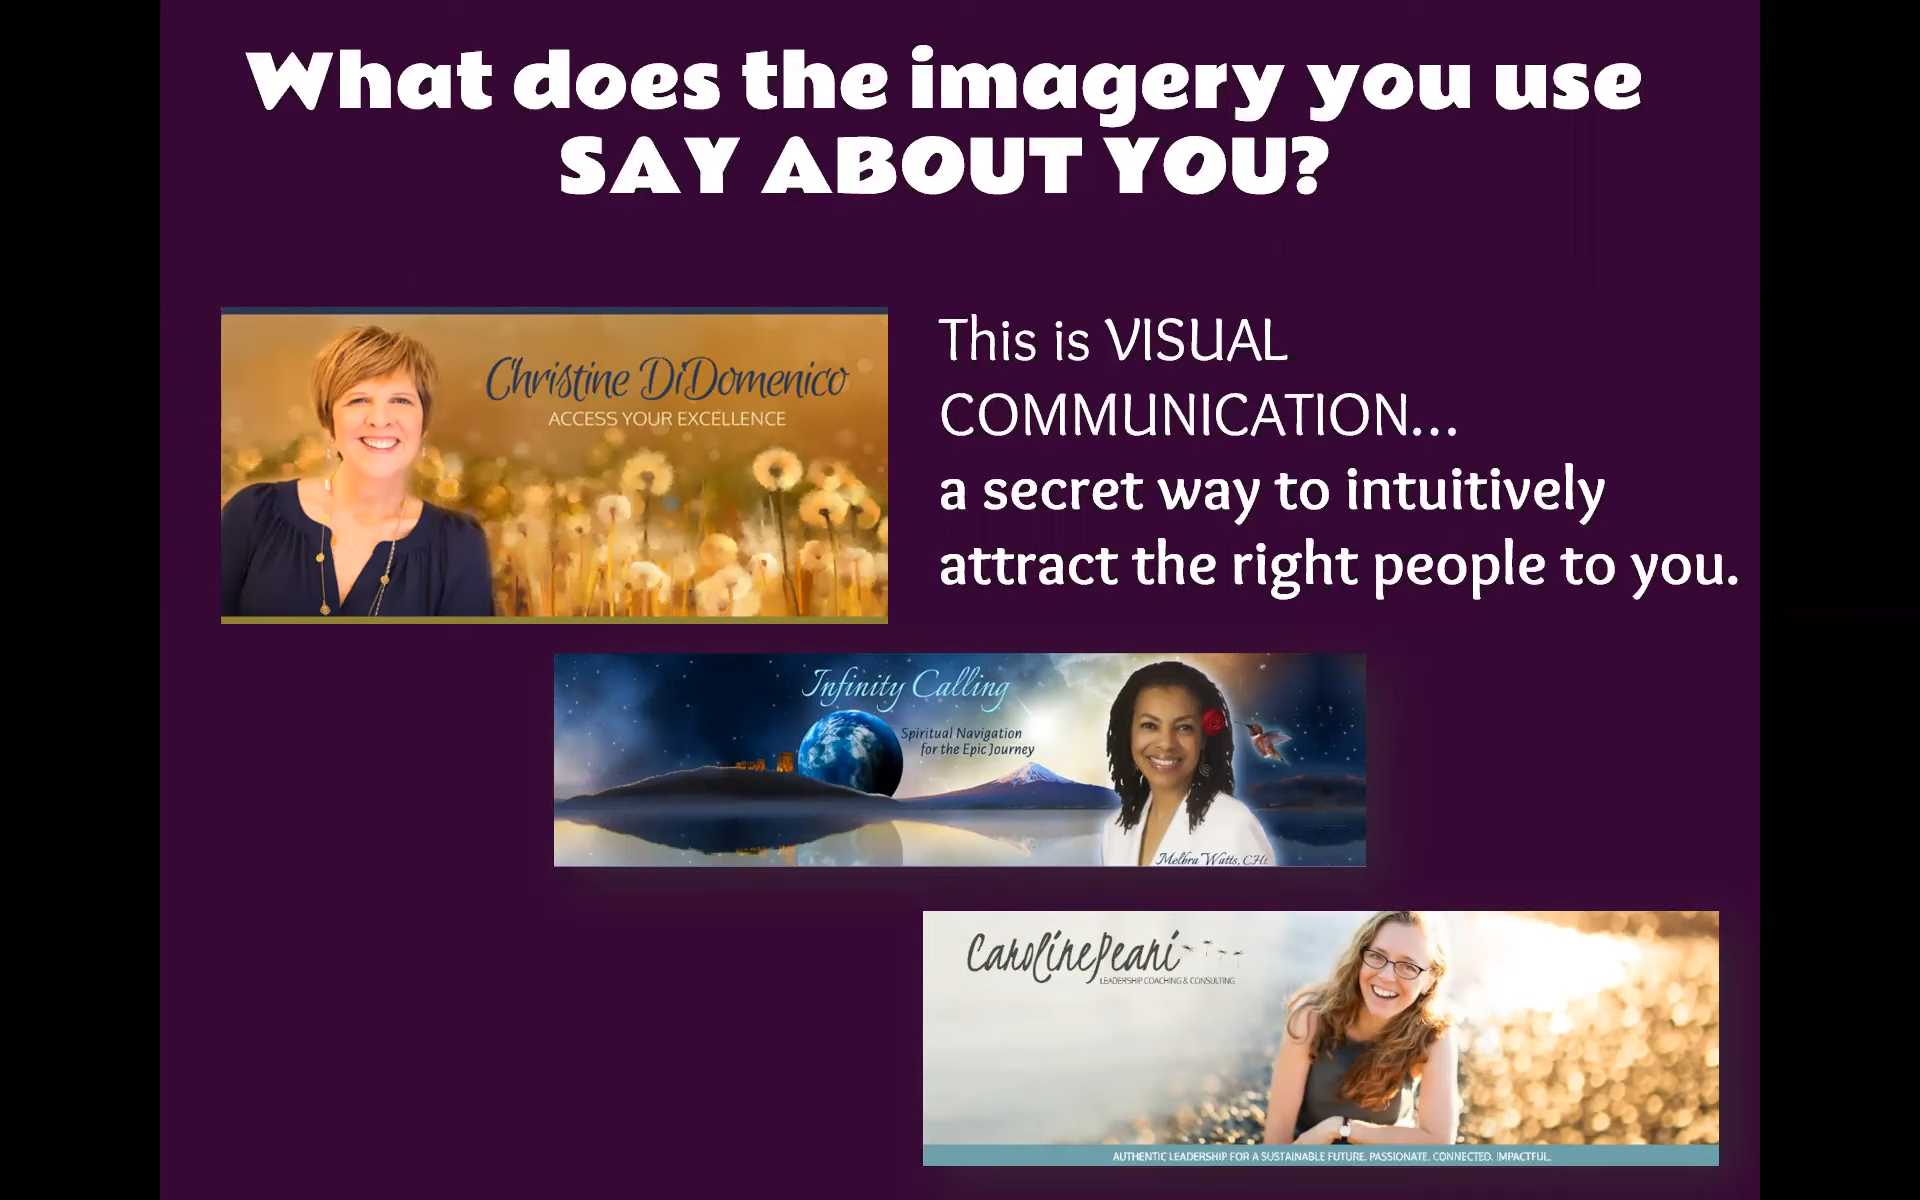 What does the imagery you use
SAY ABOUT YOU?
Christine DiDomenico
ACCESS YOUR EXCELLENCE
This is VISUAL
COMMUNICATION...
a secret way to intuitively
attract the right people to you.
Infinity Calling
Spiritual Navigation
for the Epic Journey
Melbra Watts, CHt.
CarolinePeani
LEADERSHIP COACHING & CONSULTING
AUTHENTIC LEADERSHIP FOR A SUSTAINABLE FUTURE. PASSIONATE. CONNECTED. IMPACTFUL.